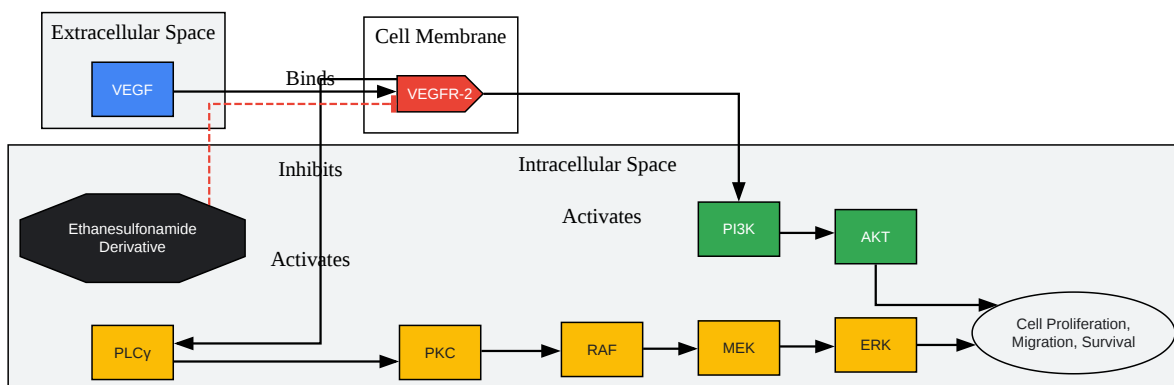 Extracellular Space
Cell Membrane
VEGF
Binds
VEGFR-2
Inhibits
Intracellular Space
Ethanesulfonamide
Derivative
Activates
PI3K
AKT
Activates
PLCγ
PKC
RAF
MEK
ERK
Cell Proliferation,
Migration, Survival